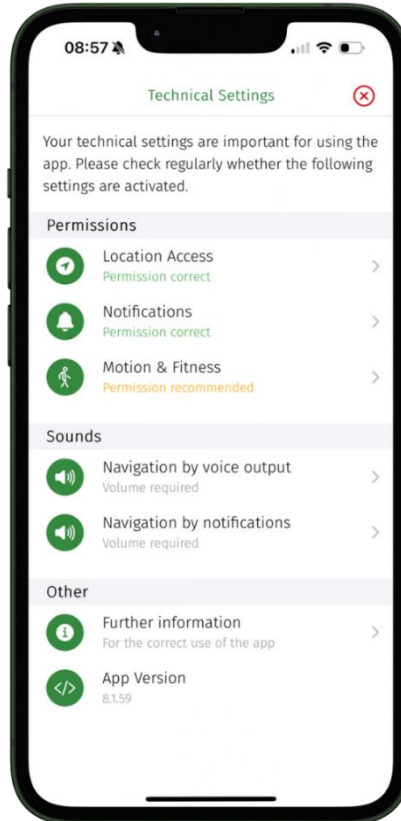 08:57
Technical Settings
Your technical settings are important for using the
app. Please check regularly whether the following
settings are activated.
Permissions
Location Access
Permission correct
Notifications
Permission correct
Motion & Fitness
Permission recommended
Sounds
Navigation by voice output
Volume required
Navigation by notifications
Volume required
Other
Further information
For the correct use of the app
App Version
8.1.59